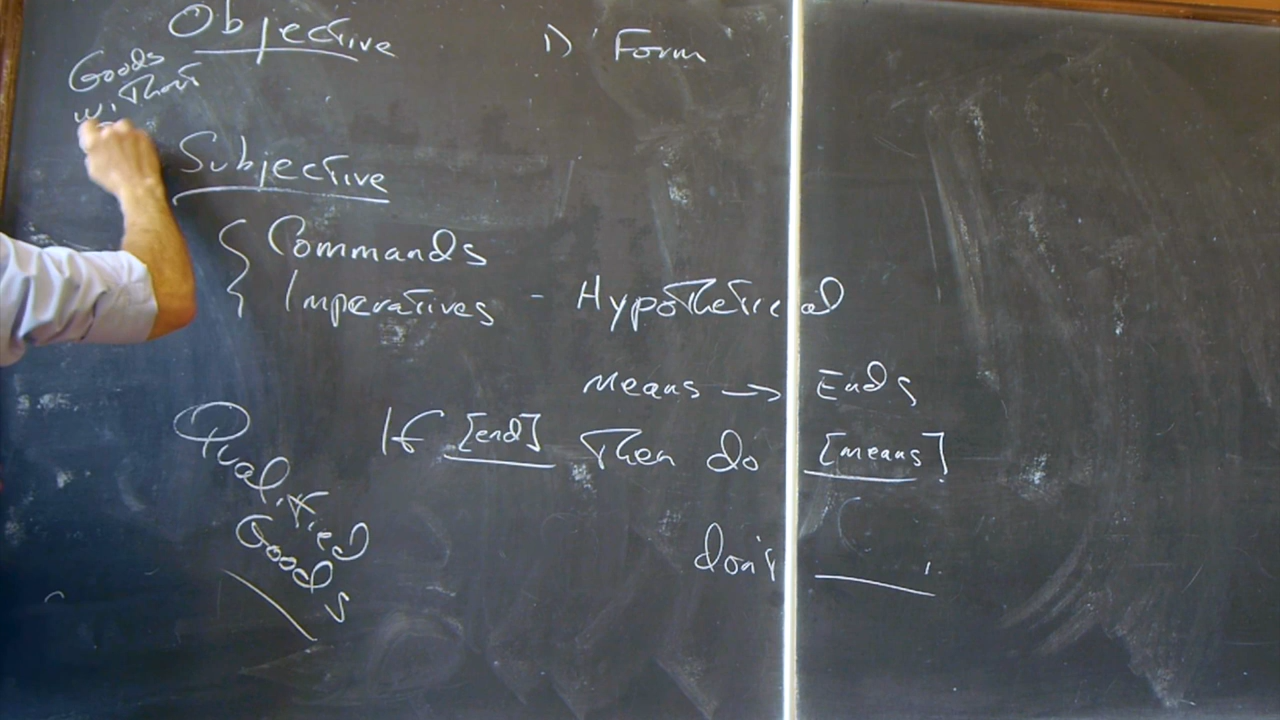 Objective
1) Form
Goods
without
Subjective
Commands
Imperatives - Hypothetical
Means → Ends
If [end] Then do [means]!
don't ____!
Qualified
Goods